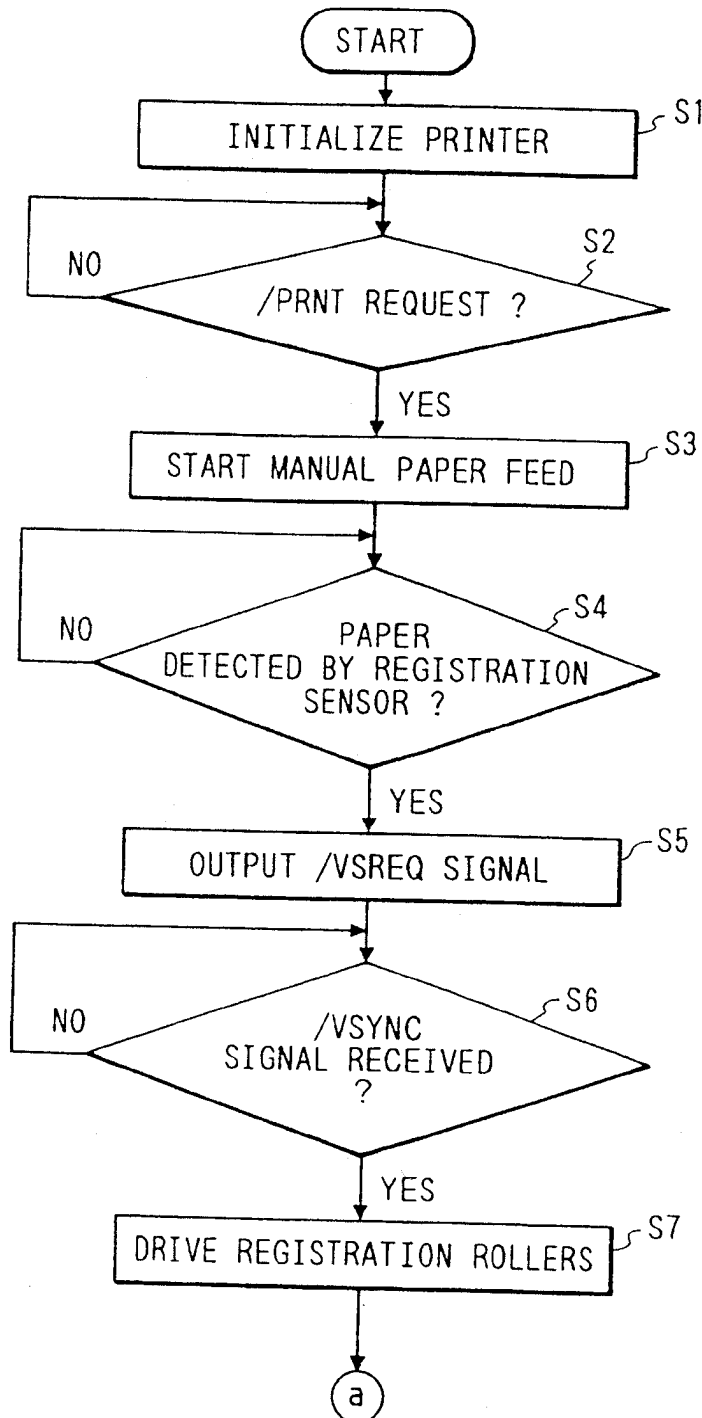 START
S1
INITIALIZE PRINTER
S2
NO
/PRNT REQUEST ?
YES
S3
START MANUAL PAPER FEED
S4
NO
PAPER
DETECTED BY REGISTRATION
SENSOR ?
YES
S5
OUTPUT /VSREQ SIGNAL
S6
NO
/VSYNC
SIGNAL RECEIVED
?
YES
S7
DRIVE REGISTRATION ROLLERS
a